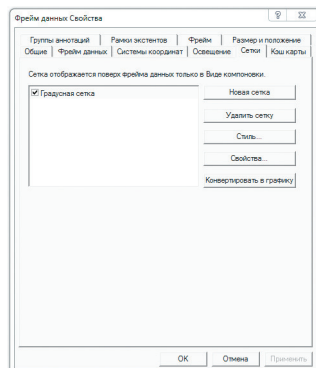 Фрейм данных Свойства
Группы аннотаций Рамки экстентов Фрейм Размер и положение
Общие Фрейм данных Системы координат Освещение Сетки Кэш карты
Сетка отображается поверх фрейма данных только в Виде компоновки.
Градусная сетка
Новая сетка
Удалить сетку
Стиль...
Свойства...
Конвертировать в графику
ОК Отмена Применить